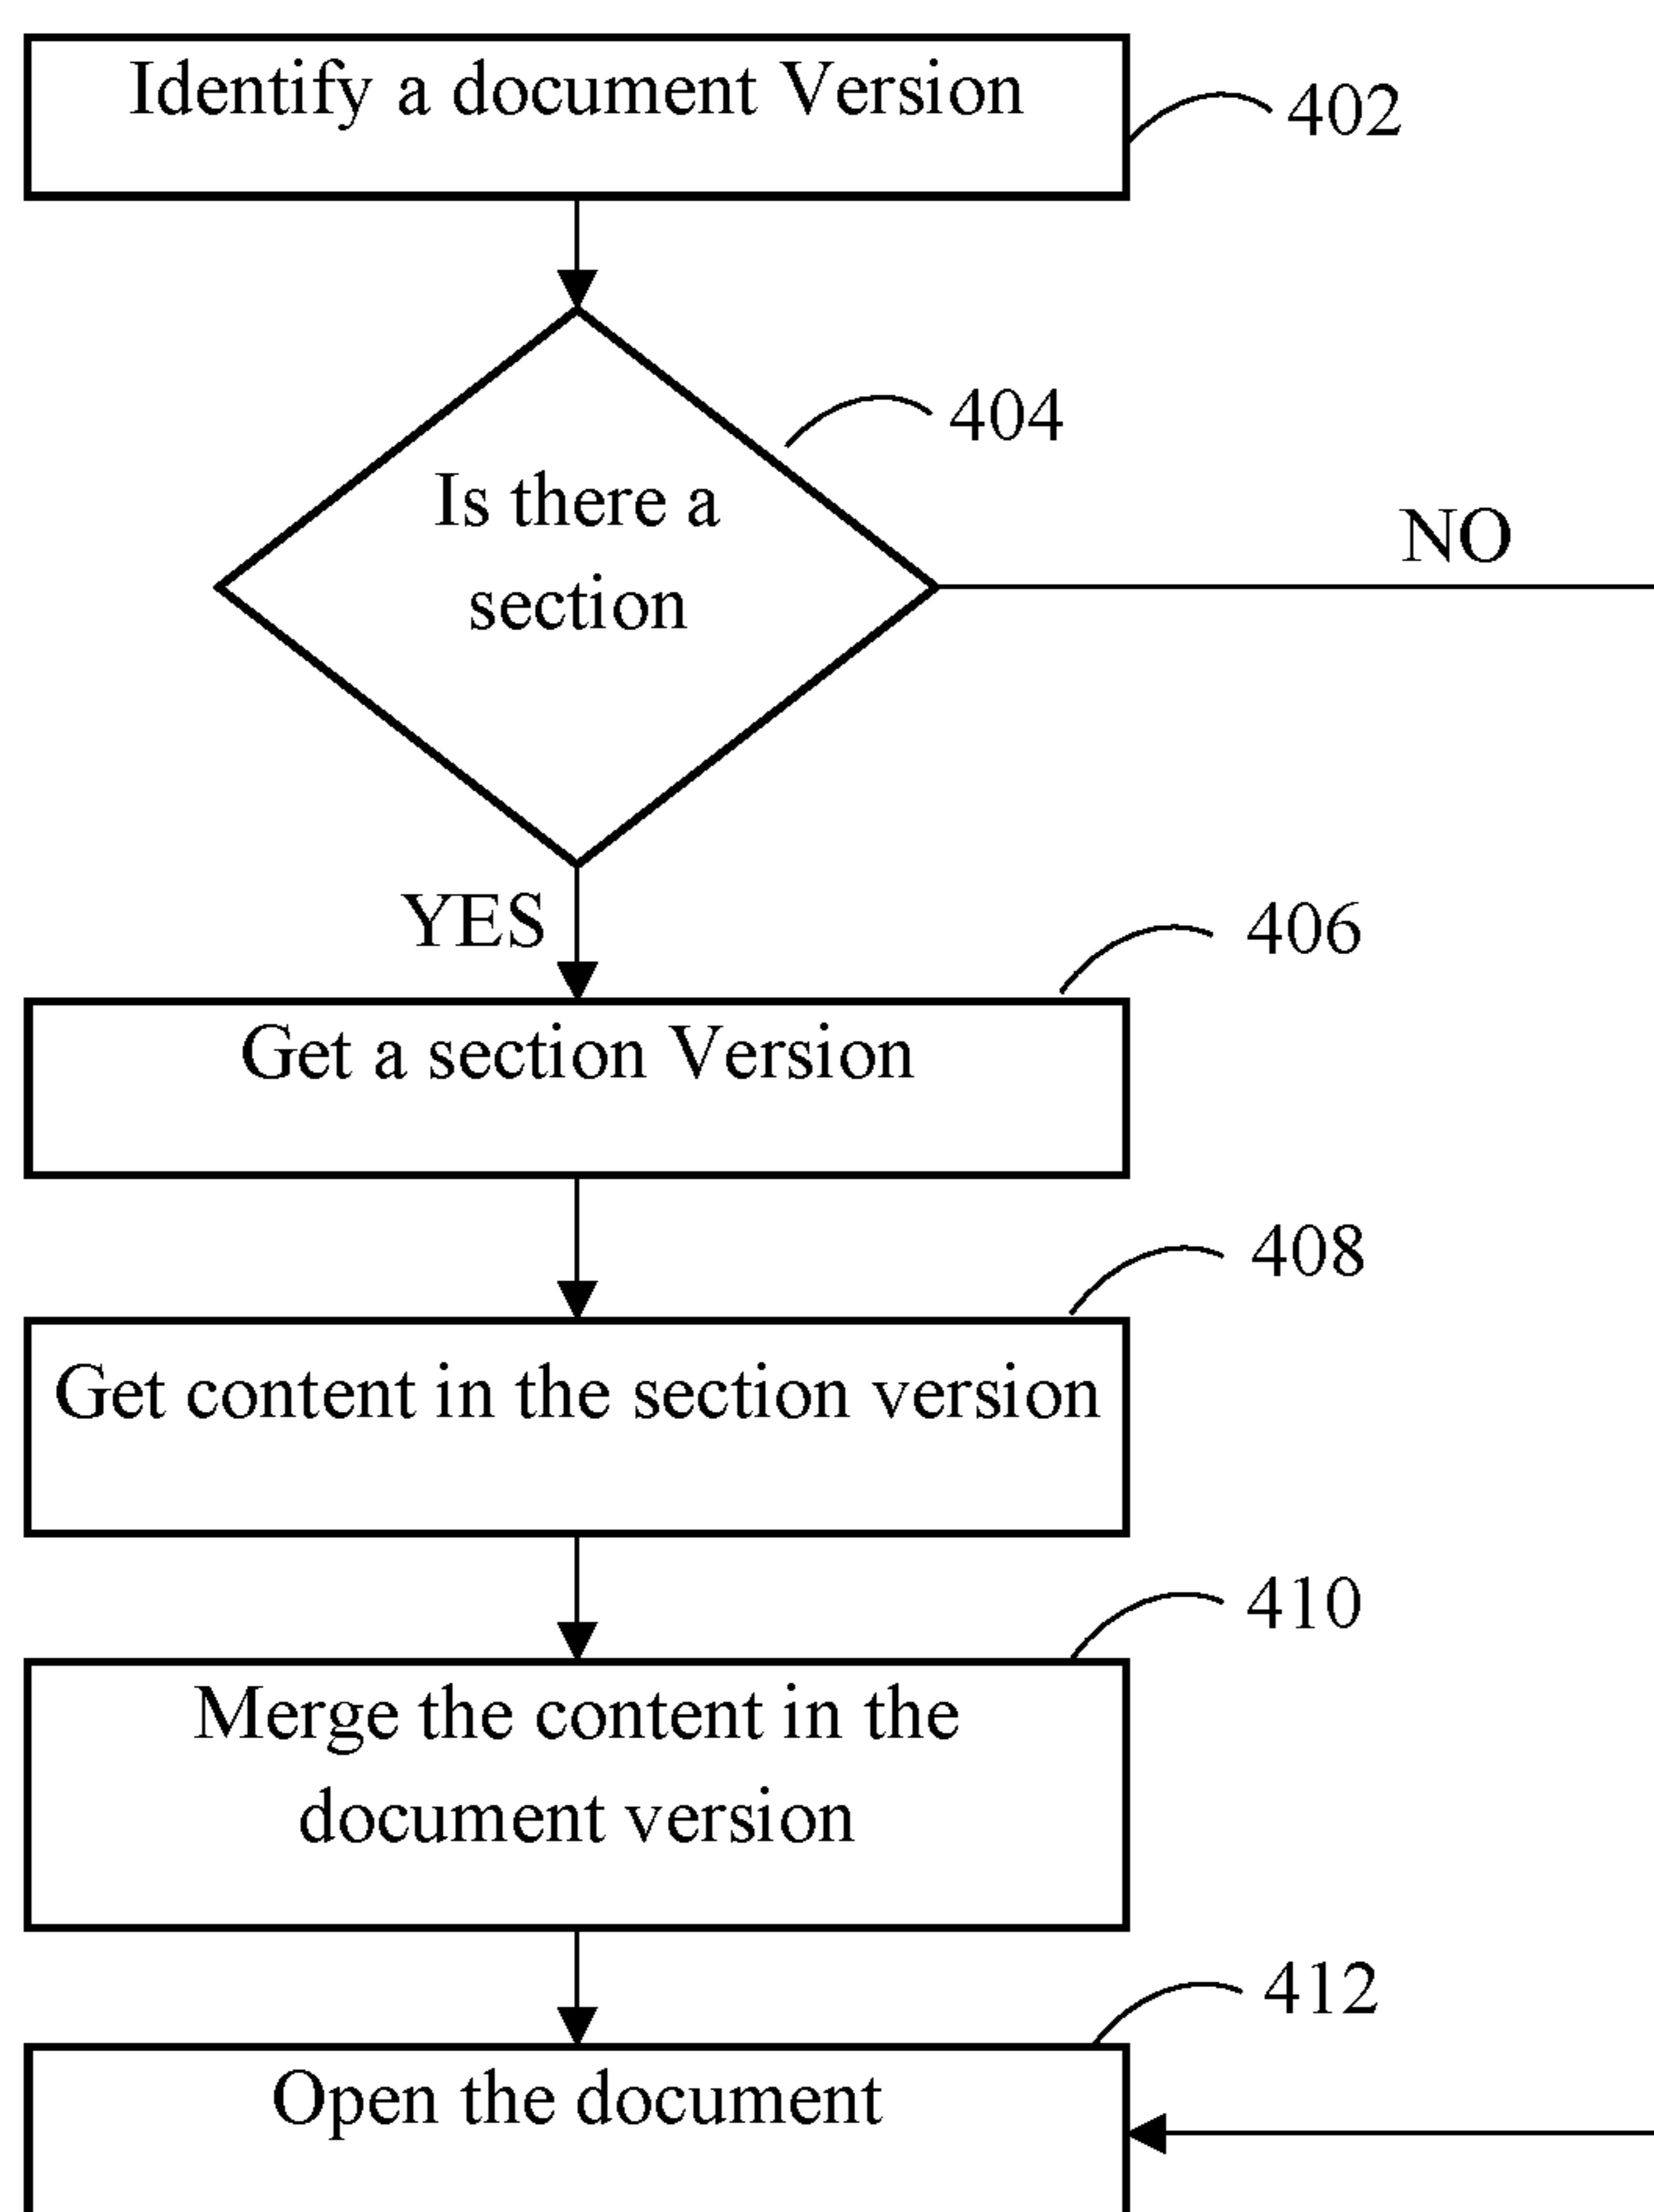 Identify a document Version
402
404
Is there a
section
NO
YES
406
Get a section Version
408
Get content in the section version
410
Merge the content in the
document version
412
Open the document